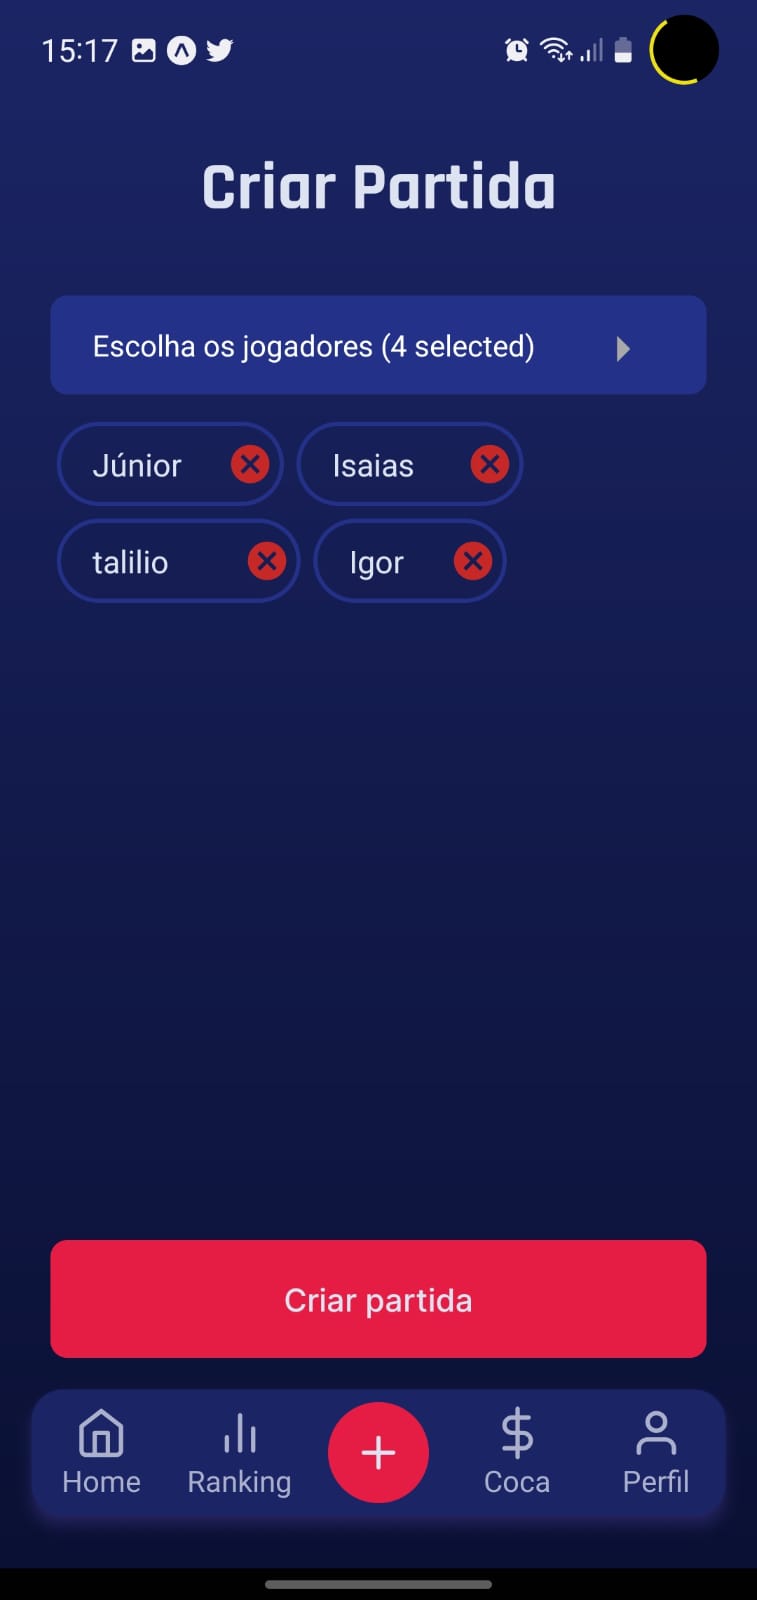 15:17
Criar Partida
Escolha os jogadores (4 selected)
Júnior Isaias
talilio Igor
Criar partida
Home Ranking Coca Perfil